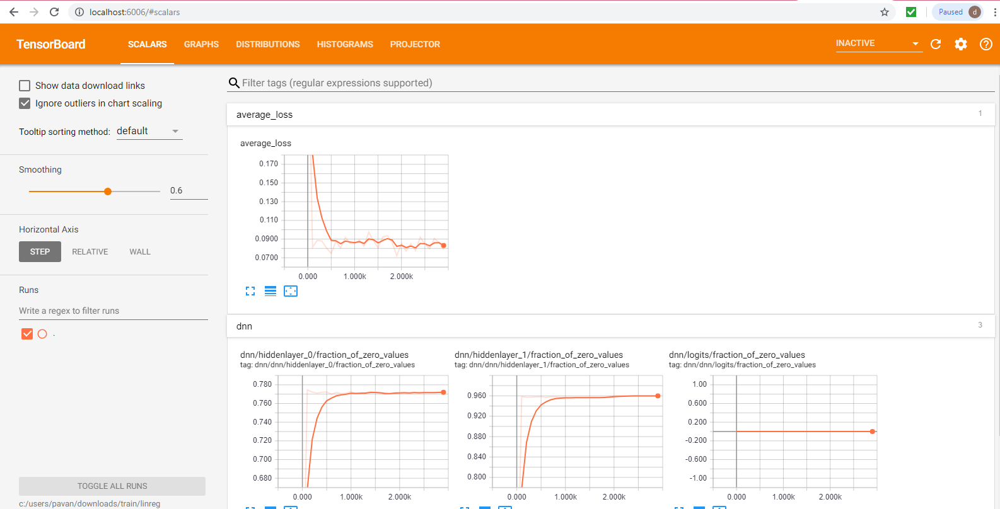 localhost:6006/#scalars
Paused
d
TensorBoard
SCALARS
GRAPHS
DISTRIBUTIONS
HISTOGRAMS
PROJECTOR
INACTIVE
Show data download links
Ignore outliers in chart scaling
Tooltip sorting method: default
Smoothing
0.6
Horizontal Axis
STEP
RELATIVE
WALL
Runs
Write a regex to filter runs
.
TOGGLE ALL RUNS
c:/users/pavan/downloads/train/linreg
Filter tags (regular expressions supported)
average_loss
1
average_loss
0.170
0.150
0.130
0.110
0.0900
0.0700
0.000 1.000k 2.000k
dnn
3
dnn/hiddenlayer_0/fraction_of_zero_values
tag: dnn/dnn/hiddenlayer_0/fraction_of_zero_values
0.780
0.760
0.740
0.720
0.700
0.680
0.000 1.000k 2.000k
dnn/hiddenlayer_1/fraction_of_zero_values
tag: dnn/dnn/hiddenlayer_1/fraction_of_zero_values
0.960
0.920
0.880
0.840
0.800
0.000 1.000k 2.000k
dnn/logits/fraction_of_zero_values
tag: dnn/dnn/logits/fraction_of_zero_values
1.00
0.600
0.200
-0.200
-0.600
-1.00
0.000 1.000k 2.000k